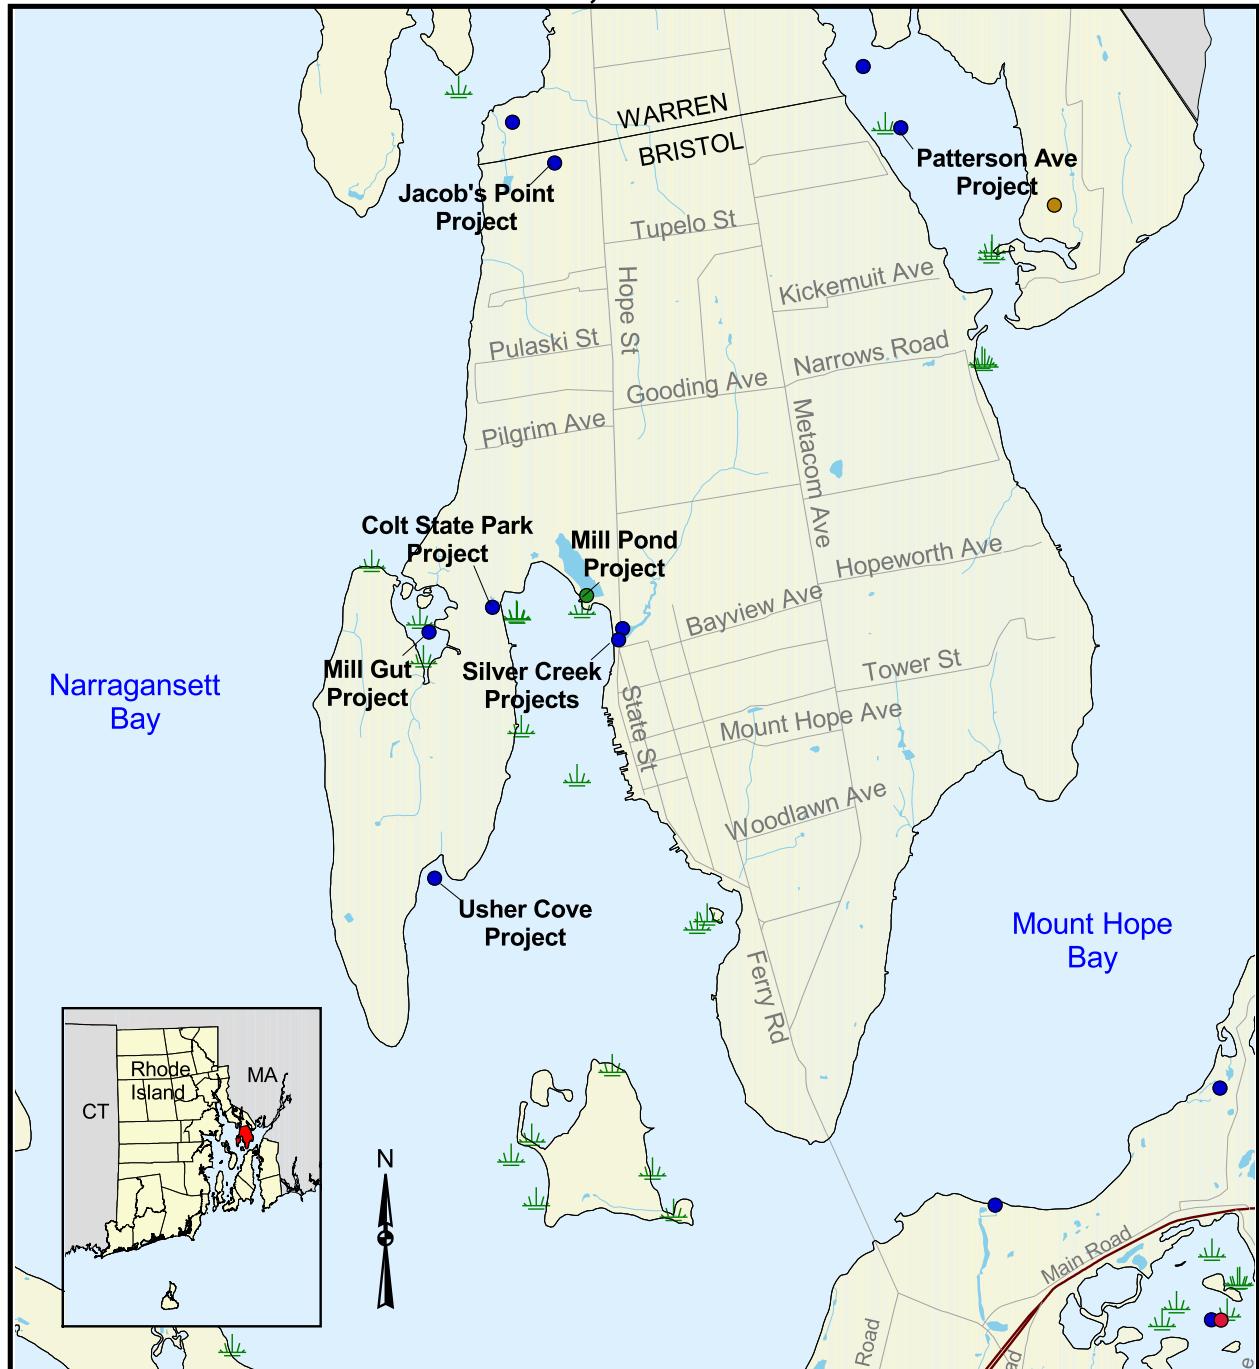 WARREN
BRISTOL
Patterson Ave
Project
Jacob's Point
Project
Tupelo St
Hope St
Kickemuit Ave
Pulaski St
Narrows Road
Gooding Ave
Pilgrim Ave
Metacom Ave
Colt State Park
Project
Mill Pond
Project
Hopeworth Ave
Bayview Ave
Mill Gut
Project
Silver Creek
Projects
Tower St
Narragansett
Bay
State St
Mount Hope Ave
Woodlawn Ave
Usher Cove
Project
Mount Hope
Bay
Ferry Rd
Rhode
Island
MA
CT
N
Main Road
Road